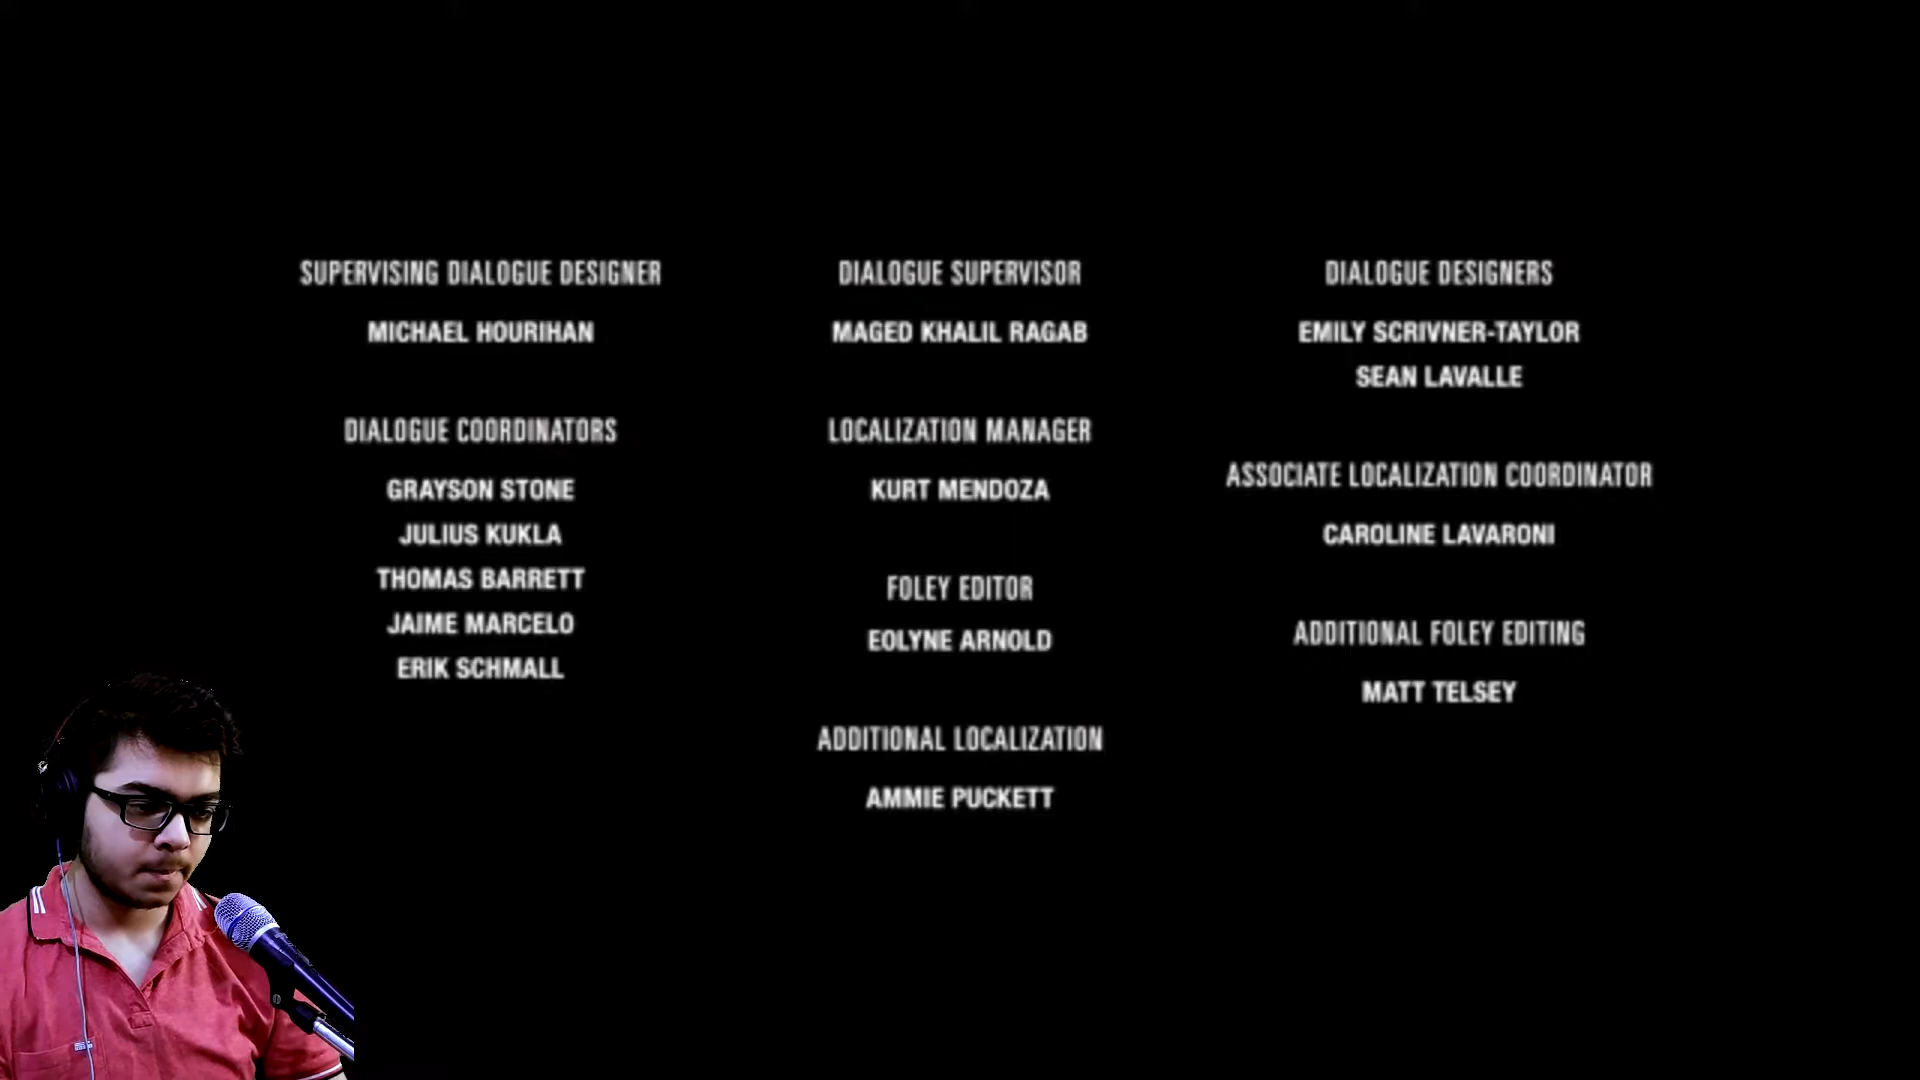 SUPERVISING DIALOGUE DESIGNER
MICHAEL HOURIHAN
DIALOGUE COORDINATORS
GRAYSON STONE
JULIUS KUKLA
THOMAS BARRETT
JAIME MARCELO
ERIK SCHMALL
DIALOGUE SUPERVISOR
MAGED KHALIL RAGAB
LOCALIZATION MANAGER
KURT MENDOZA
FOLEY EDITOR
EOLYNE ARNOLD
ADDITIONAL LOCALIZATION
AMMIE PUCKETT
DIALOGUE DESIGNERS
EMILY SCRIVNER-TAYLOR
SEAN LAVALLE
ASSOCIATE LOCALIZATION COORDINATOR
CAROLINE LAVARONI
ADDITIONAL FOLEY EDITING
MATT TELSEY